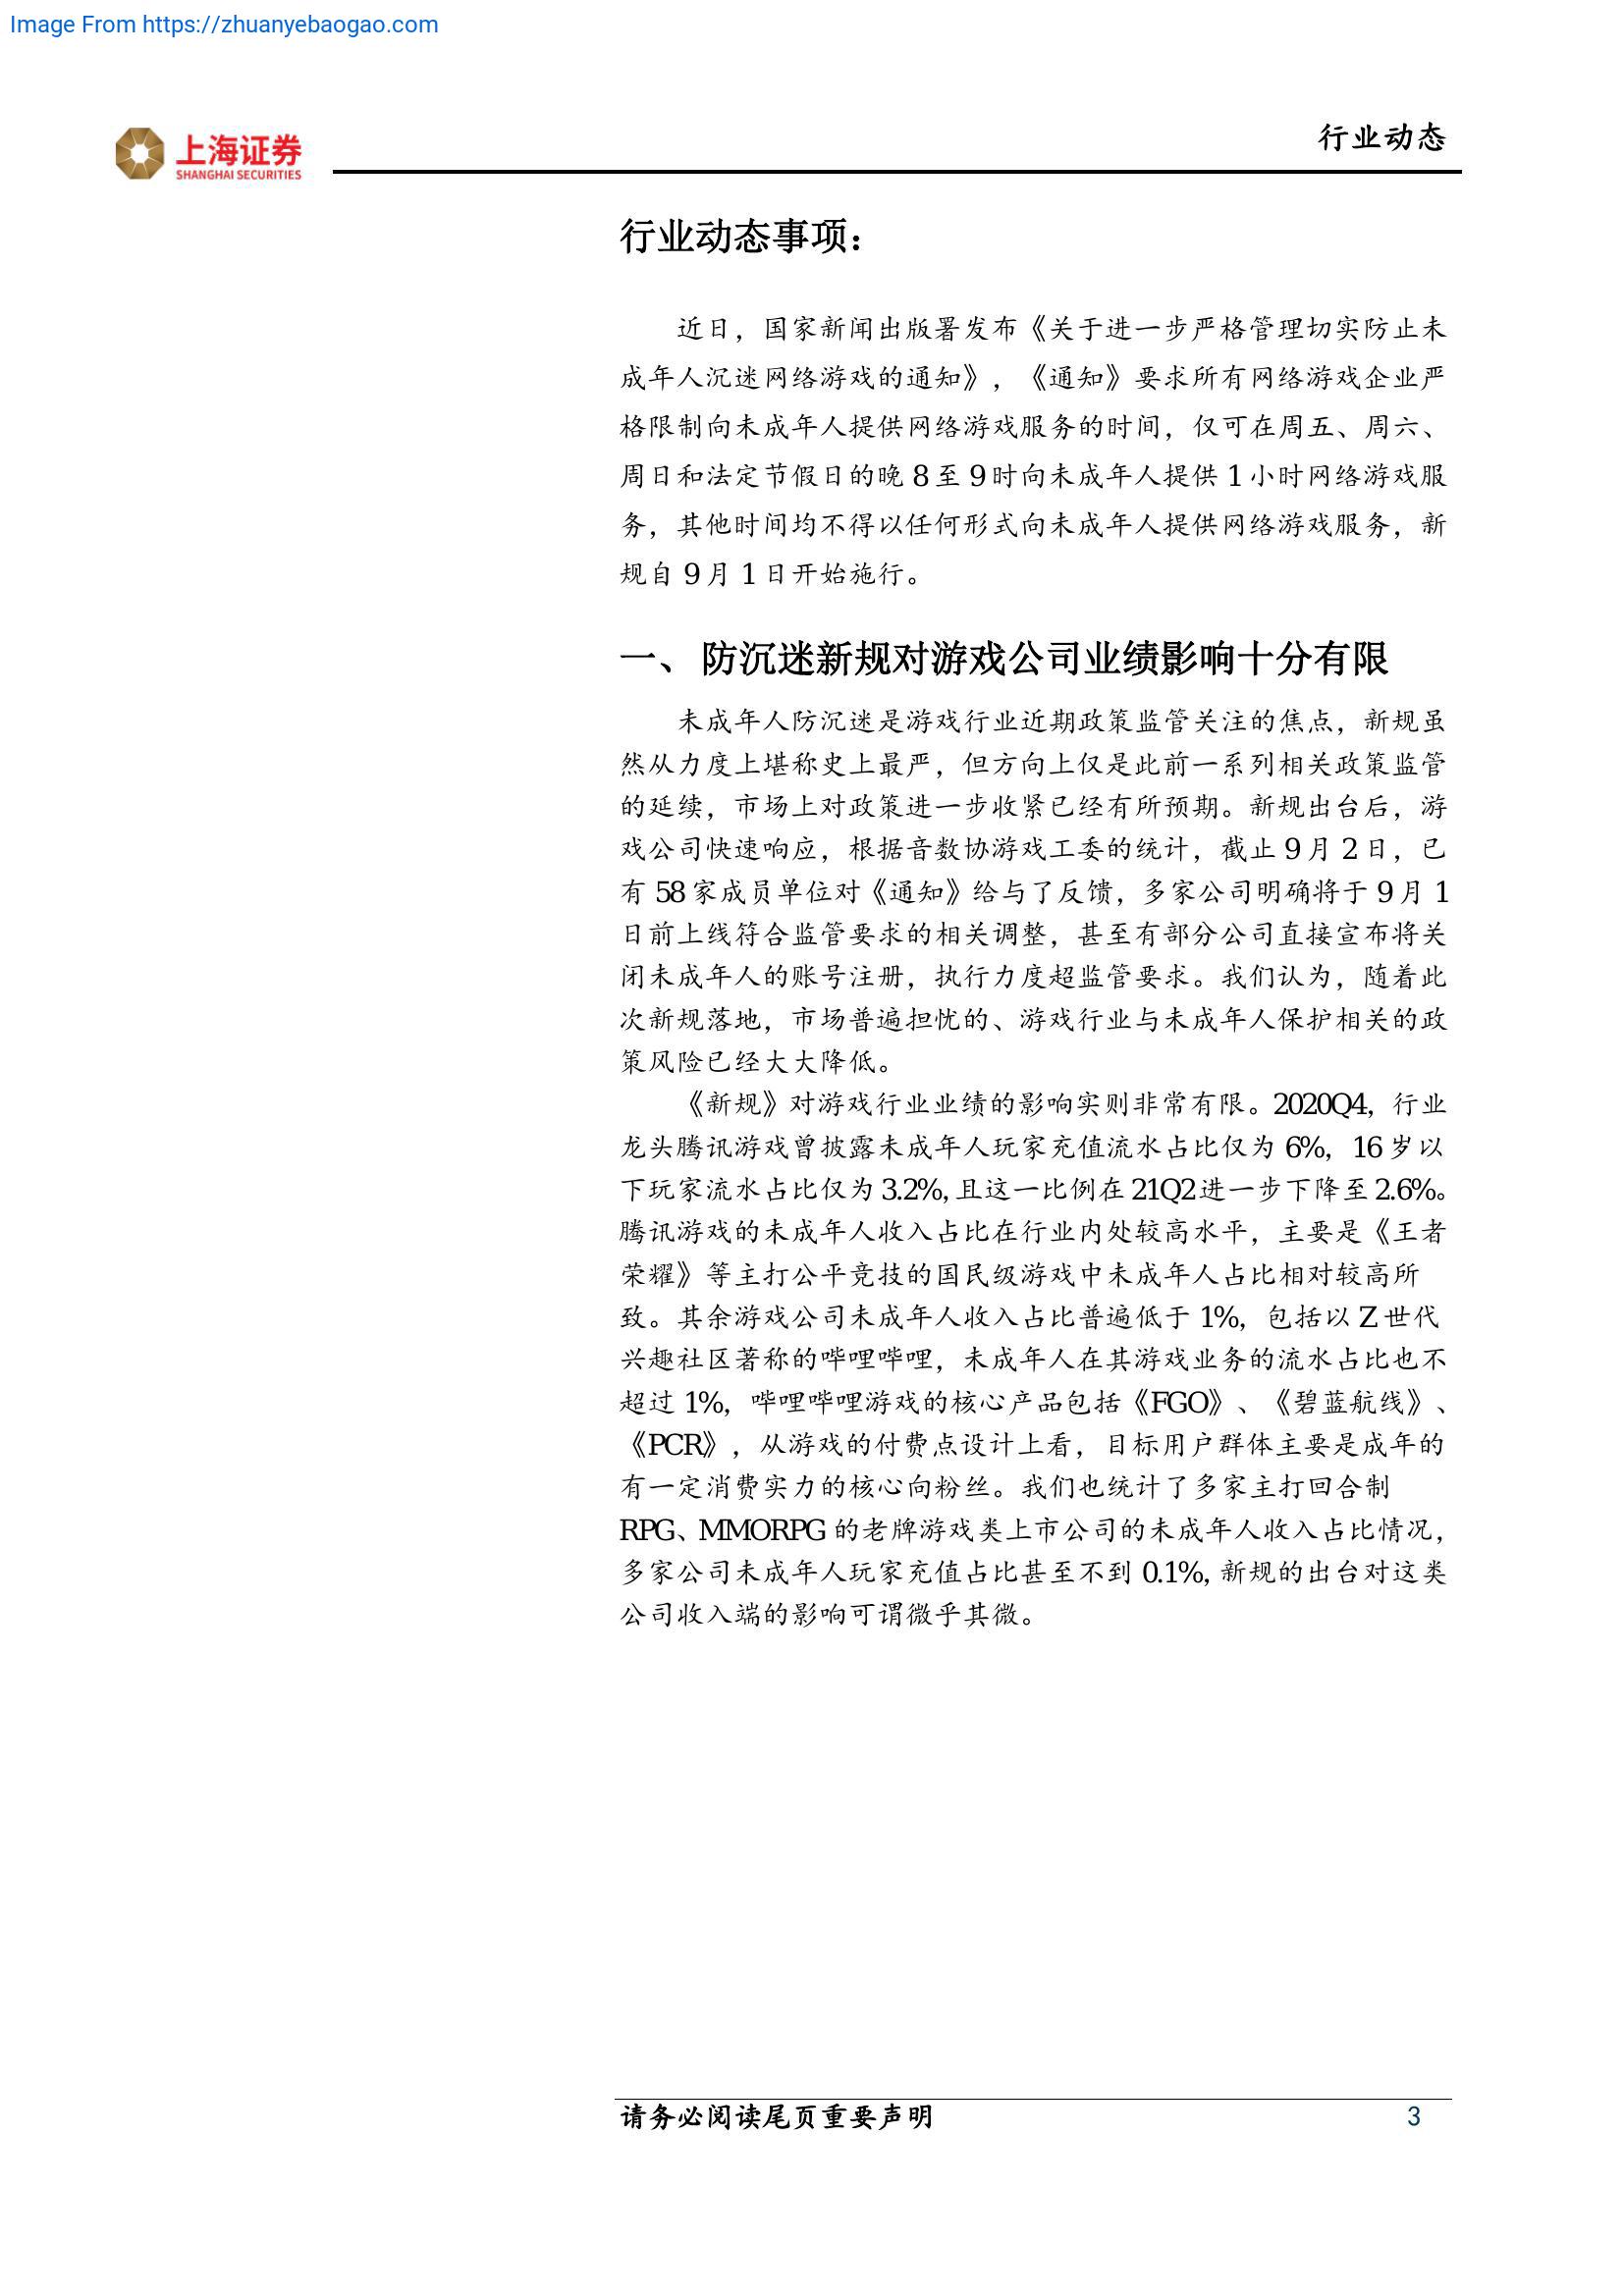 Image From https://zhuanyebaogao.com
上海证券
SHANGHAI SECURITIES
行业动态
行业动态事项：
近日，国家新闻出版署发布《关于进一步严格管理切实防止未
成年人沉迷网络游戏的通知》，《通知》要求所有网络游戏企业严
格限制向未成年人提供网络游戏服务的时间，仅可在周五、周六、
周日和法定节假日的晚 8 至 9 时向未成年人提供 1 小时网络游戏服
务，其他时间均不得以任何形式向未成年人提供网络游戏服务，新
规自 9 月 1 日开始施行。
一、 防沉迷新规对游戏公司业绩影响十分有限
未成年人防沉迷是游戏行业近期政策监管关注的焦点，新规虽
然从力度上堪称史上最严，但方向上仅是此前一系列相关政策监管
的延续，市场上对政策进一步收紧已经有所预期。新规出台后，游
戏公司快速响应，根据音数协游戏工委的统计，截止 9 月 2 日，已
有 58 家成员单位对《通知》给与了反馈，多家公司明确将于 9 月 1
日前上线符合监管要求的相关调整，甚至有部分公司直接宣布将关
闭未成年人的账号注册，执行力度超监管要求。我们认为，随着此
次新规落地，市场普遍担忧的、游戏行业与未成年人保护相关的政
策风险已经大大降低。
《新规》对游戏行业业绩的影响实则非常有限。2020Q4，行业
龙头腾讯游戏曾披露未成年人玩家充值流水占比仅为 6%，16 岁以
下玩家流水占比仅为 3.2%,且这一比例在 21Q2 进一步下降至 2.6%。
腾讯游戏的未成年人收入占比在行业内处较高水平，主要是《王者
荣耀》等主打公平竞技的国民级游戏中未成年人占比相对较高所
致。其余游戏公司未成年人收入占比普遍低于 1%，包括以 Z 世代
兴趣社区著称的哔哩哔哩，未成年人在其游戏业务的流水占比也不
超过 1%，哔哩哔哩游戏的核心产品包括《FGO》、《碧蓝航线》、
《PCR》，从游戏的付费点设计上看，目标用户群体主要是成年的
有一定消费实力的核心向粉丝。我们也统计了多家主打回合制
RPG、MMORPG 的老牌游戏类上市公司的未成年人收入占比情况，
多家公司未成年人玩家充值占比甚至不到 0.1%,新规的出台对这类
公司收入端的影响可谓微乎其微。
请务必阅读尾页重要声明
3